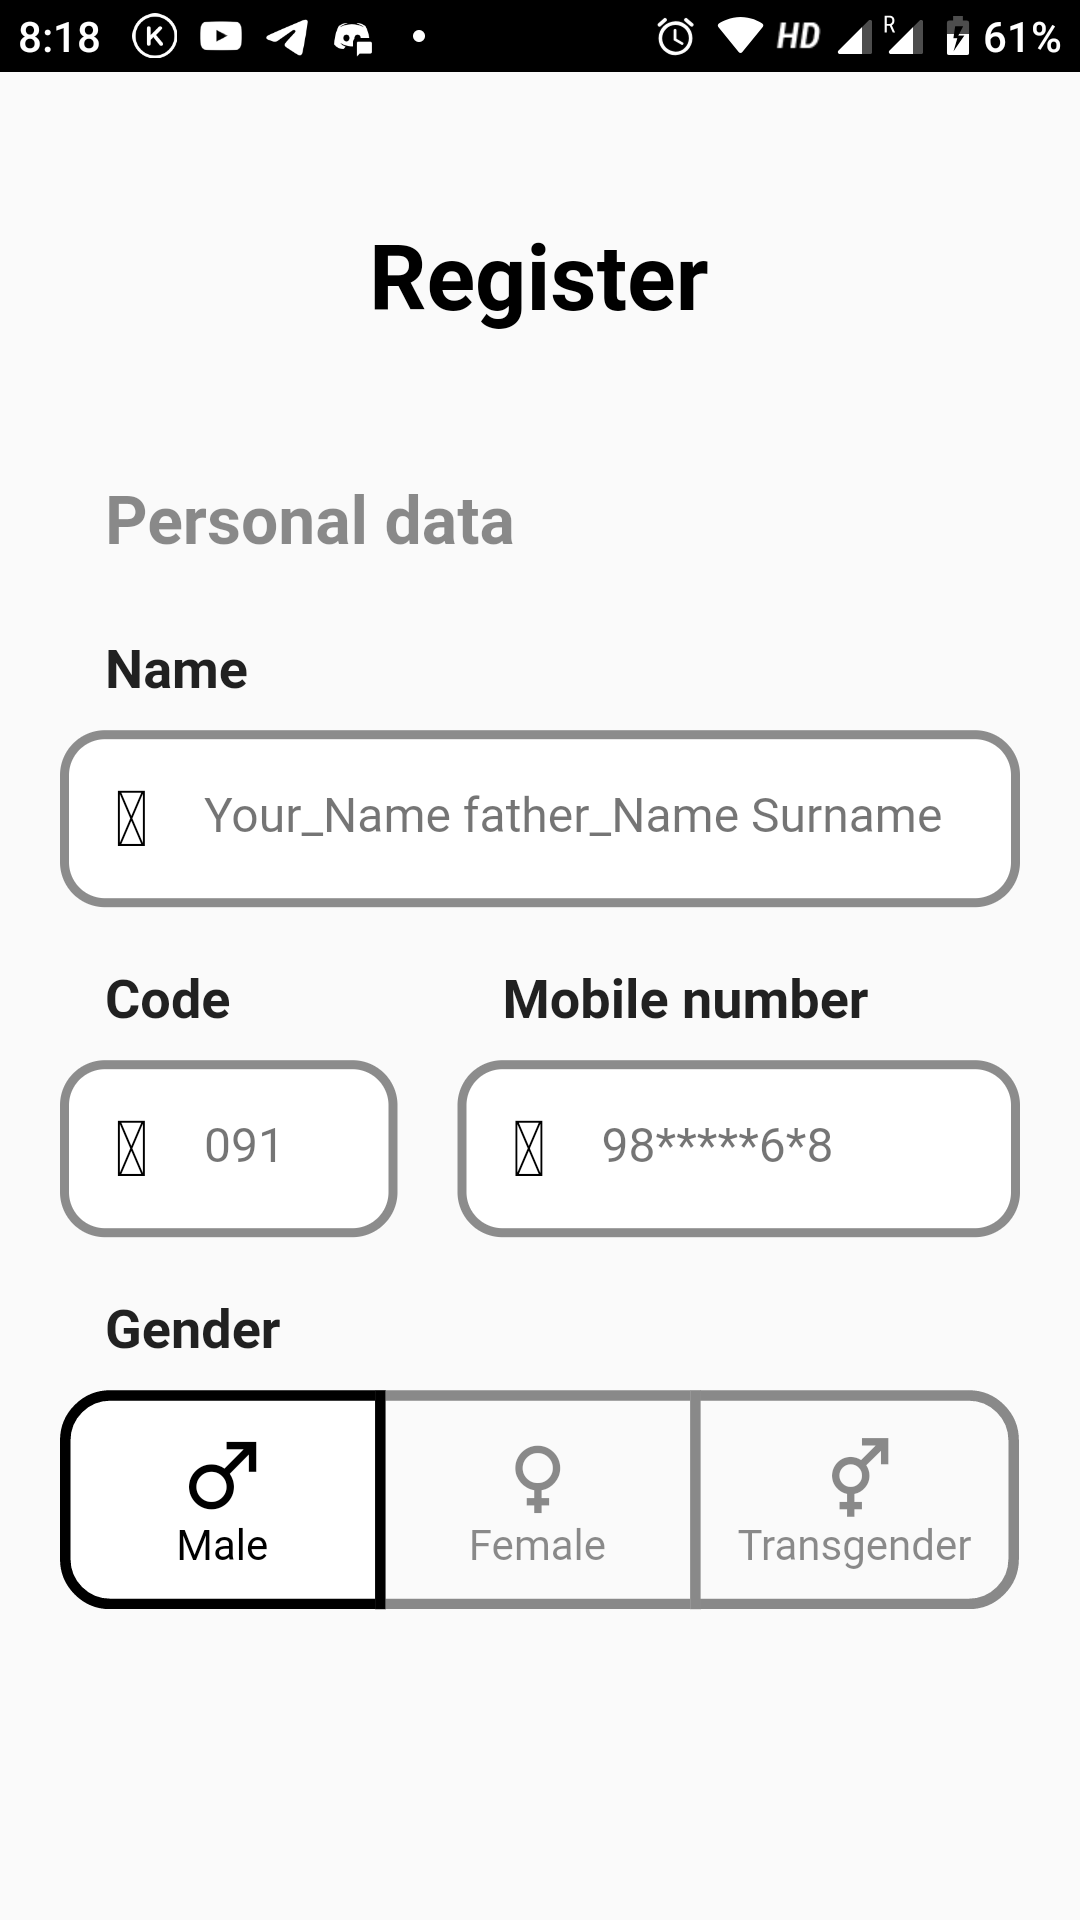 8:18 HD R 61%
Register
Personal data
Name
Your_Name father_Name Surname
Code Mobile number
091 98*****6*8
Gender
Male Female Transgender